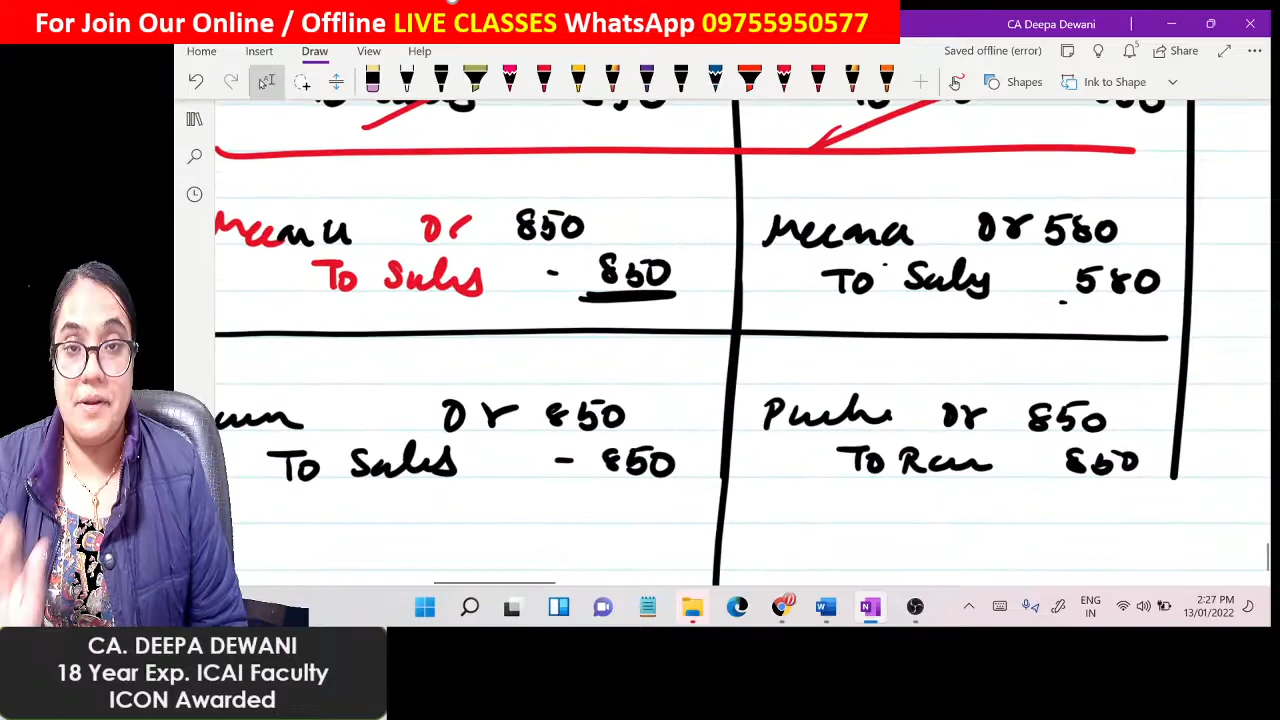 For Join Our Online / Offline LIVE CLASSES WhatsApp 09755950577
CA Deepa Dewani
Home Insert Draw View Help
Saved offline (error)
Share
Shapes
Ink to Shape
Meena Dr 850
To Sales - 850
Meena Dr 580
To Sales 580
Dr 850
To Sales - 850
Dr 850
To Ram 850
ENG
IN
2:27 PM
13/01/2022
CA. DEEPA DEWANI
18 Year Exp. ICAI Faculty
ICON Awarded